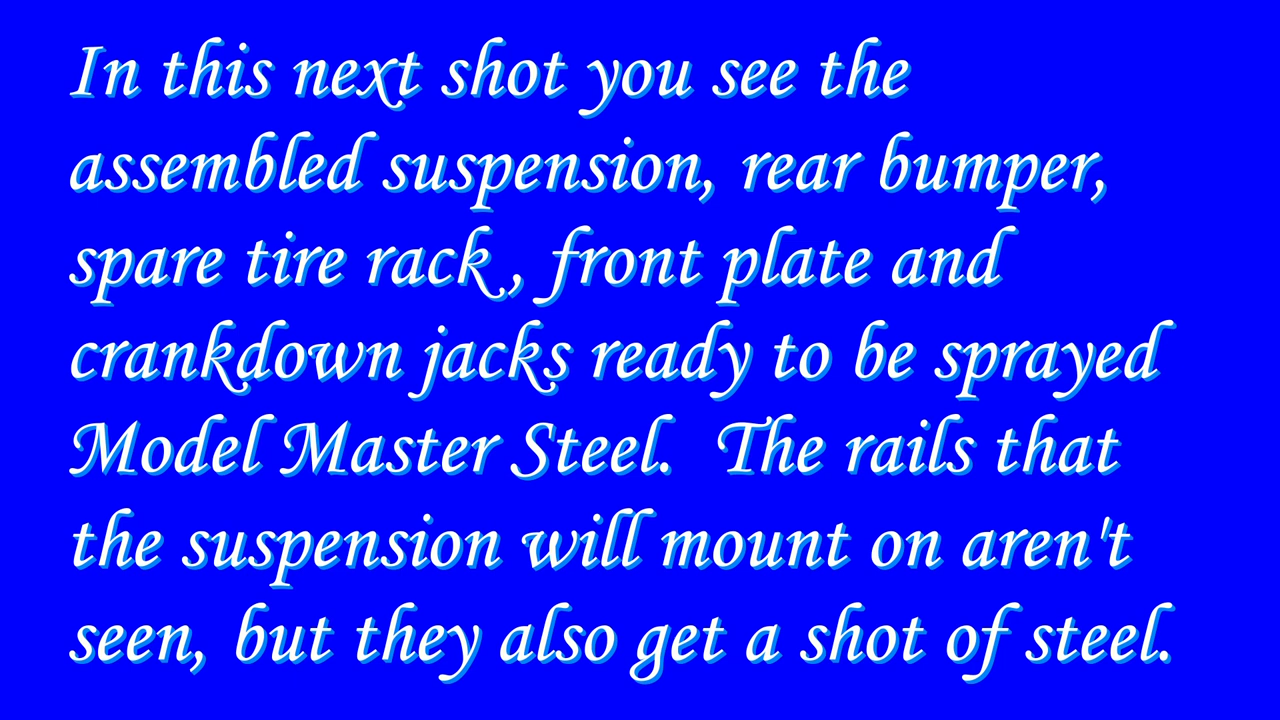 In this next shot you see the
assembled suspension, rear bumper,
spare tire rack, front plate and
crankdown jacks ready to be sprayed
Model Master Steel.  The rails that
the suspension will mount on aren't
seen, but they also get a shot of steel.